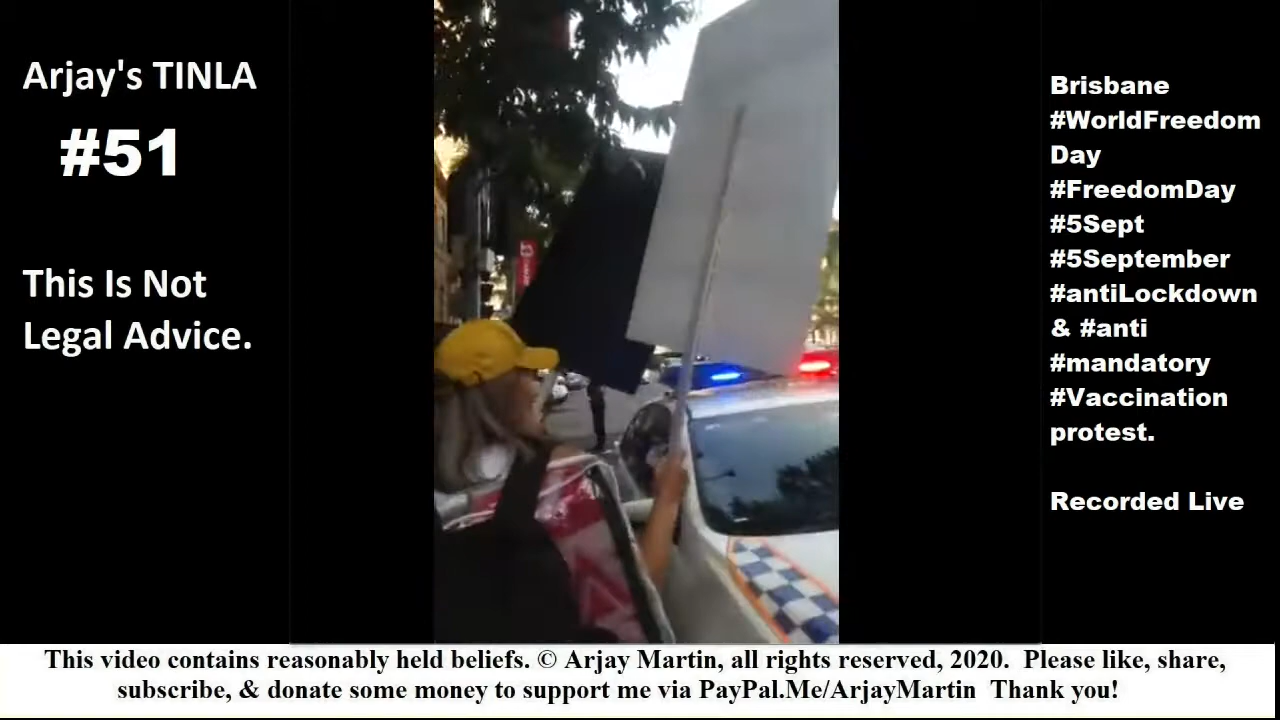 Arjay's TINLA
#51
This Is Not
Legal Advice.
Brisbane
#WorldFreedom
Day
#FreedomDay
#5Sept
#5September
#antiLockdown
& #anti
#mandatory
#Vaccination
protest.
Recorded Live
This video contains reasonably held beliefs. © Arjay Martin, all rights reserved, 2020.  Please like, share,
subscribe, & donate some money to support me via PayPal.Me/ArjayMartin  Thank you!